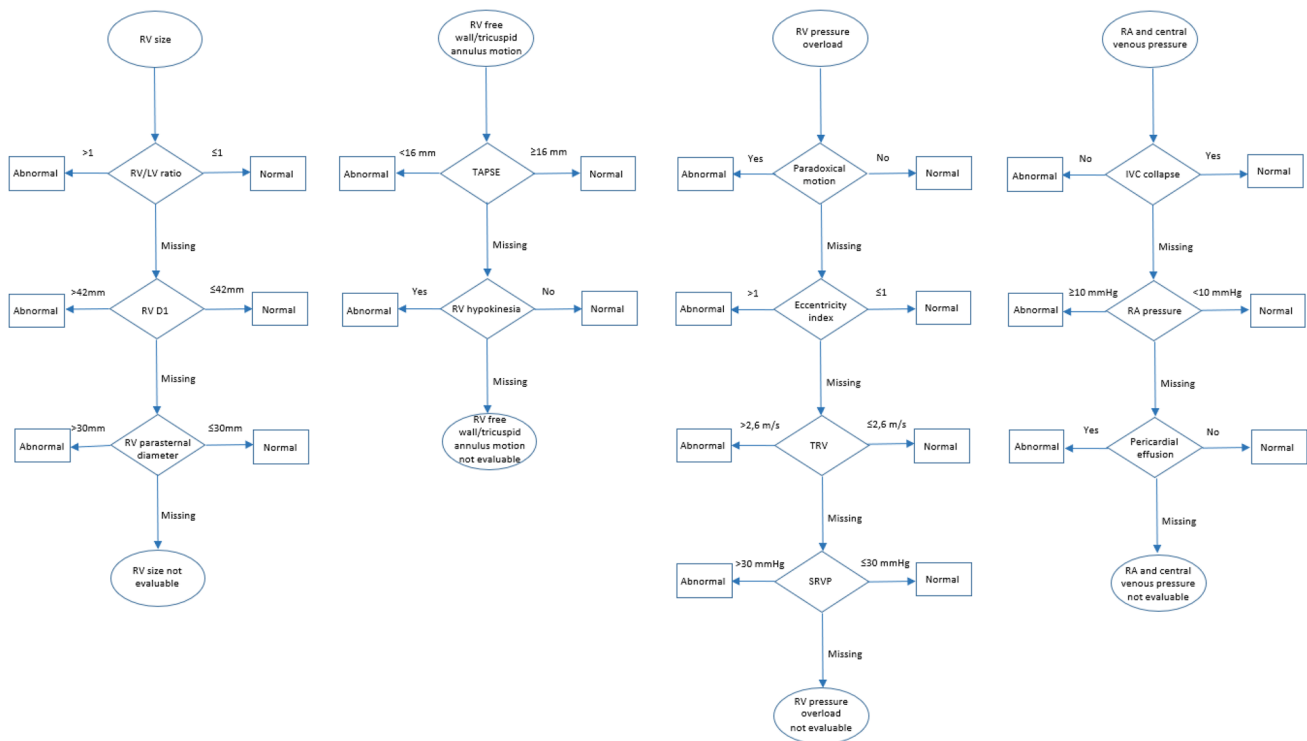 RV size
>1
≤1
Abnormal
RV/LV ratio
Normal
Missing
>42mm
≤42mm
Abnormal
RV D1
Normal
Missing
>30mm
≤30mm
Abnormal
RV parasternal
diameter
Normal
Missing
RV size not
evaluable
RV free
wall/tricuspid
annulus motion
<16 mm
≥16 mm
Abnormal
TAPSE
Normal
Missing
Yes
No
Abnormal
RV hypokinesia
Normal
Missing
RV free
wall/tricuspid
annulus motion
not evaluable
RV pressure
overload
Yes
No
Abnormal
Paradoxical
motion
Normal
Missing
>1
≤1
Abnormal
Eccentricity
index
Normal
Missing
>2,6 m/s
≤2,6 m/s
Abnormal
TRV
Normal
Missing
>30 mmHg
≤30 mmHg
Abnormal
SRVP
Normal
Missing
RV pressure
overload
not evaluable
RA and central
venous pressure
No
Yes
Abnormal
IVC collapse
Normal
Missing
≥10 mmHg
<10 mmHg
Abnormal
RA pressure
Normal
Missing
Yes
No
Abnormal
Pericardial
effusion
Normal
Missing
RA and central
venous pressure
not evaluable